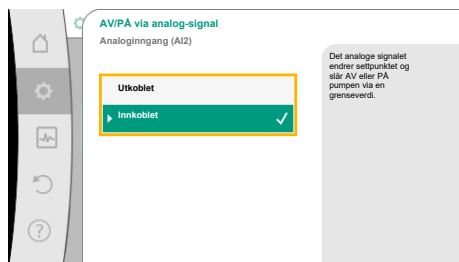 AV/PÅ via analog-signal
Analoginngang (AI2)
Utkoblet
Innkoblet
Det analoge signalet
endrer settpunktet og
slår AV eller PÅ
pumpen via en
grenseverdi.
?